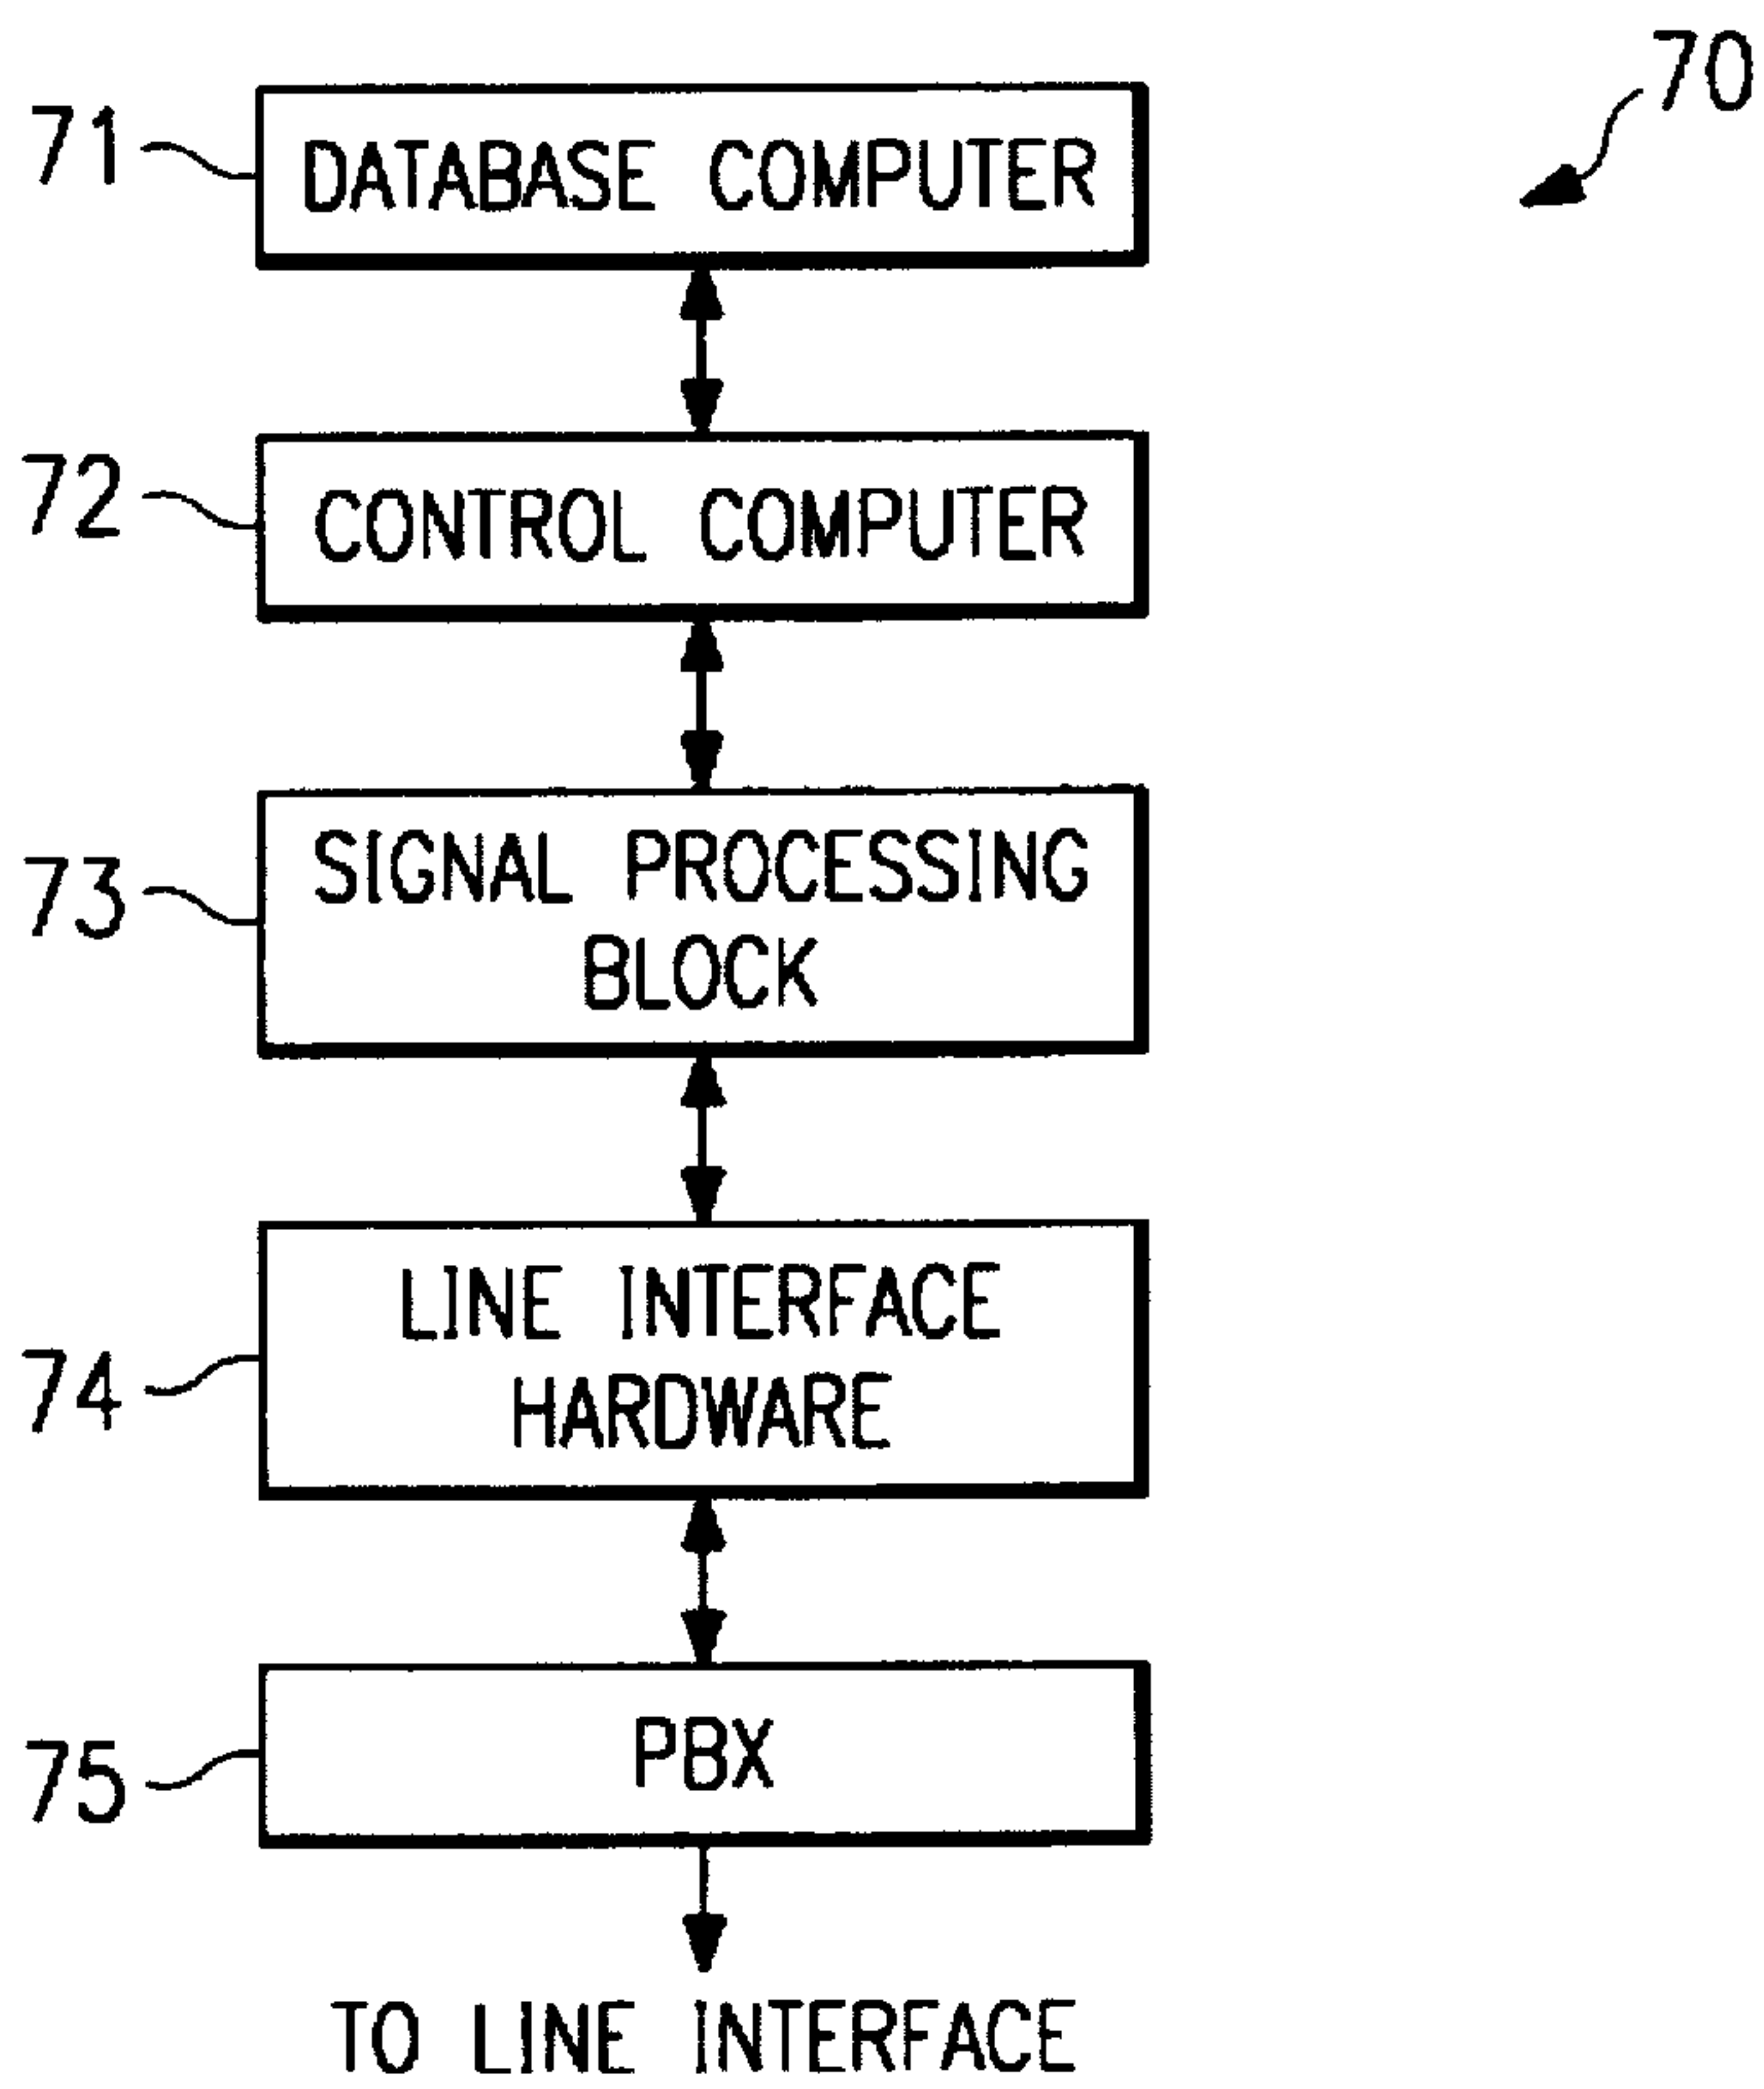 70
71
DATABASE COMPUTER
72
CONTROL COMPUTER
73
SIGNAL PROCESSING
BLOCK
74
LINE INTERFACE
HARDWARE
75
PBX
TO LINE INTERFACE